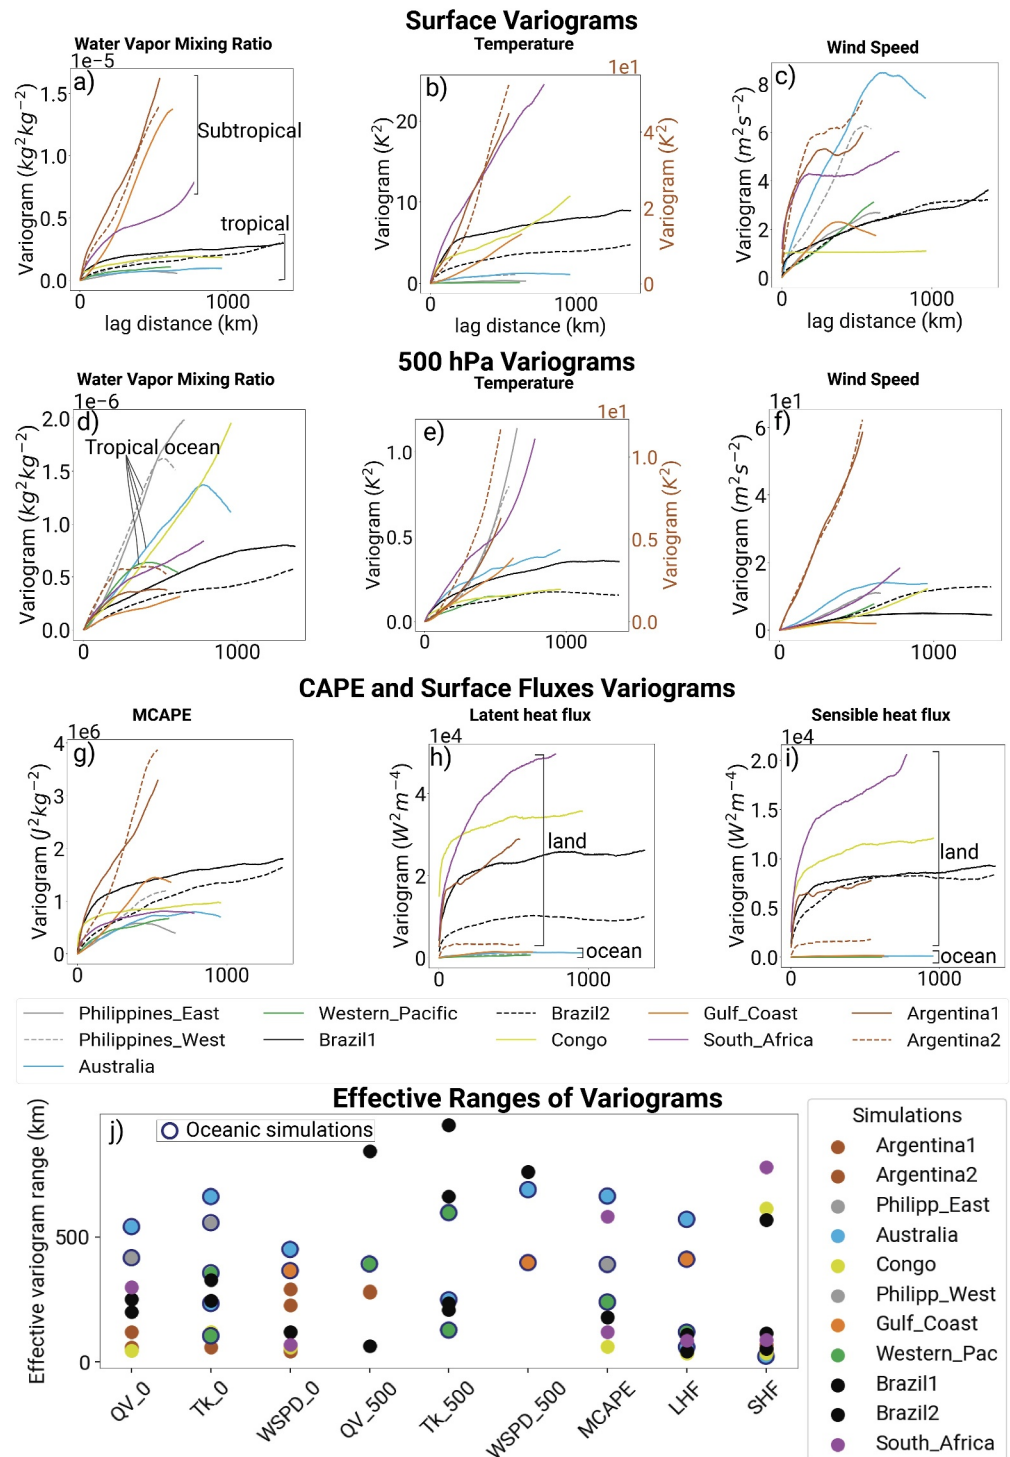 Surface Variograms
Water Vapor Mixing Ratio
Temperature
Wind Speed
1e−5
a)
Variogram (kg²kg⁻²)
1.5
1.0
0.5
0.0
Subtropical
tropical
0
1000
lag distance (km)
b)
Variogram (K²)
20
10
0
1e1
4
2
0
Variogram (K²)
0
1000
lag distance (km)
c)
Variogram (m²s⁻²)
8
6
4
2
0
0
1000
lag distance (km)
500 hPa Variograms
Water Vapor Mixing Ratio
Temperature
Wind Speed
1e−6
d)
Variogram (kg²kg⁻²)
2.0
1.5
1.0
0.5
0.0
Tropical ocean
0
1000
e)
Variogram (K²)
1.0
0.5
0.0
1e1
1.0
0.5
0.0
Variogram (K²)
0
1000
1e1
f)
Variogram (m²s⁻²)
6
4
2
0
0
1000
CAPE and Surface Fluxes Variograms
MCAPE
Latent heat flux
Sensible heat flux
1e6
g)
Variogram (J²kg⁻²)
4
3
2
1
0
0
1000
1e4
h)
Variogram (W²m⁻⁴)
4
2
0
land
ocean
0
1000
1e4
i)
Variogram (W²m⁻⁴)
2.0
1.5
1.0
0.5
0.0
land
ocean
0
1000
Philippines_East
Western_Pacific
Brazil2
Gulf_Coast
Argentina1
Philippines_West
Brazil1
Congo
South_Africa
Argentina2
Australia
Effective Ranges of Variograms
j)
Oceanic simulations
Effective variogram range (km)
500
0
QV_0
Tk_0
WSPD_0
QV_500
Tk_500
WSPD_500
MCAPE
LHF
SHF
Simulations
Argentina1
Argentina2
Philipp_East
Australia
Congo
Philipp_West
Gulf_Coast
Western_Pac
Brazil1
Brazil2
South_Africa